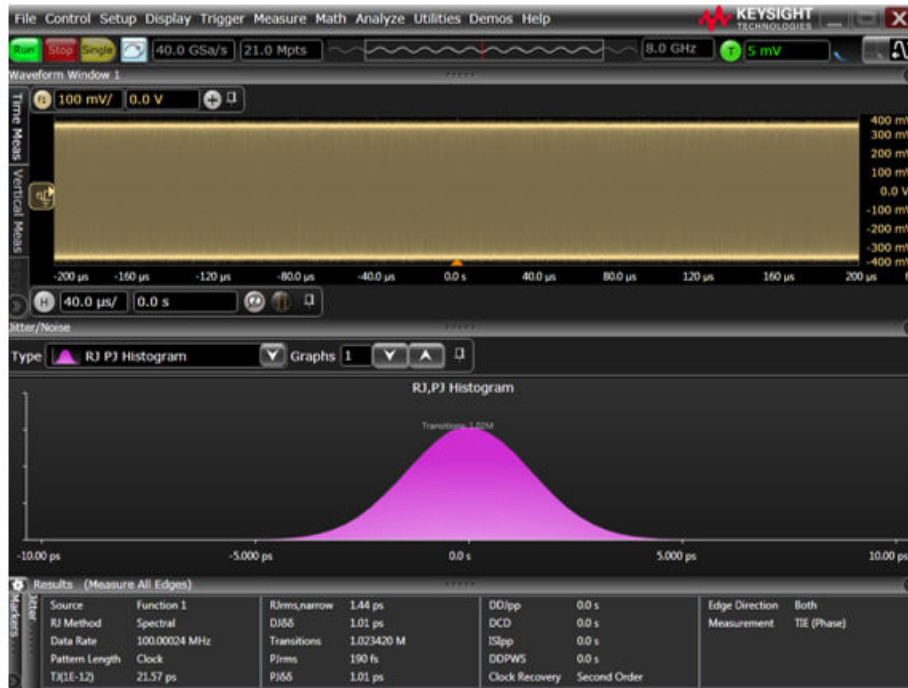 File Control Setup Display Trigger Measure Math Analyze Utilities Demos Help
KEYSIGHT
TECHNOLOGIES
Run Stop Single 40.0 GSa/s 21.0 Mpts 8.0 GHz T 5 mV
Waveform Window 1
Time Meas
Vertical Meas
f1 100 mV/ 0.0 V
400 mV
300 mV
200 mV
100 mV
0.0 V
-100 mV
-200 mV
-300 mV
-400 mV
-200 µs -160 µs -120 µs -80.0 µs -40.0 µs 0.0 s 40.0 µs 80.0 µs 120 µs 160 µs 200 µs
H 40.0 µs/ 0.0 s
Jitter/Noise
Type RJ PJ Histogram Graphs 1
RJ,PJ Histogram
Transitions 1.02M
-10.00 ps -5.000 ps 0.0 s 5.000 ps 10.00 ps
Results (Measure All Edges)
Markers
Jitter
Source Function 1 RJrms,narrow 1.44 ps DDJpp 0.0 s Edge Direction Both
RJ Method Spectral DJδδ 1.01 ps DCD 0.0 s Measurement TIE (Phase)
Data Rate 100.00024 MHz Transitions 1.023420 M ISIpp 0.0 s
Pattern Length Clock PJrms 190 fs DDPWS 0.0 s
TJ(1E-12) 21.57 ps PJδδ 1.01 ps Clock Recovery Second Order